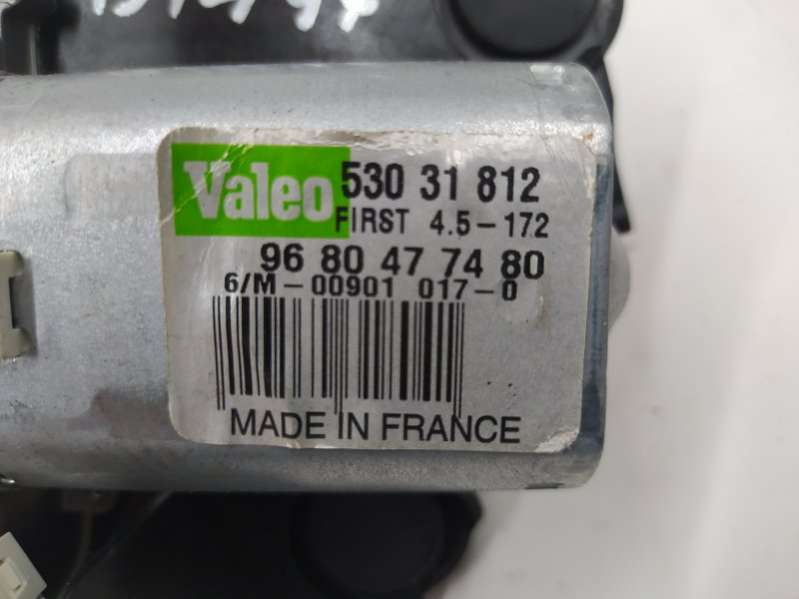 Valeo 530 31 812
FIRST 4.5-172
96 80 47 74 80
6/M-00901 017-0
MADE IN FRANCE